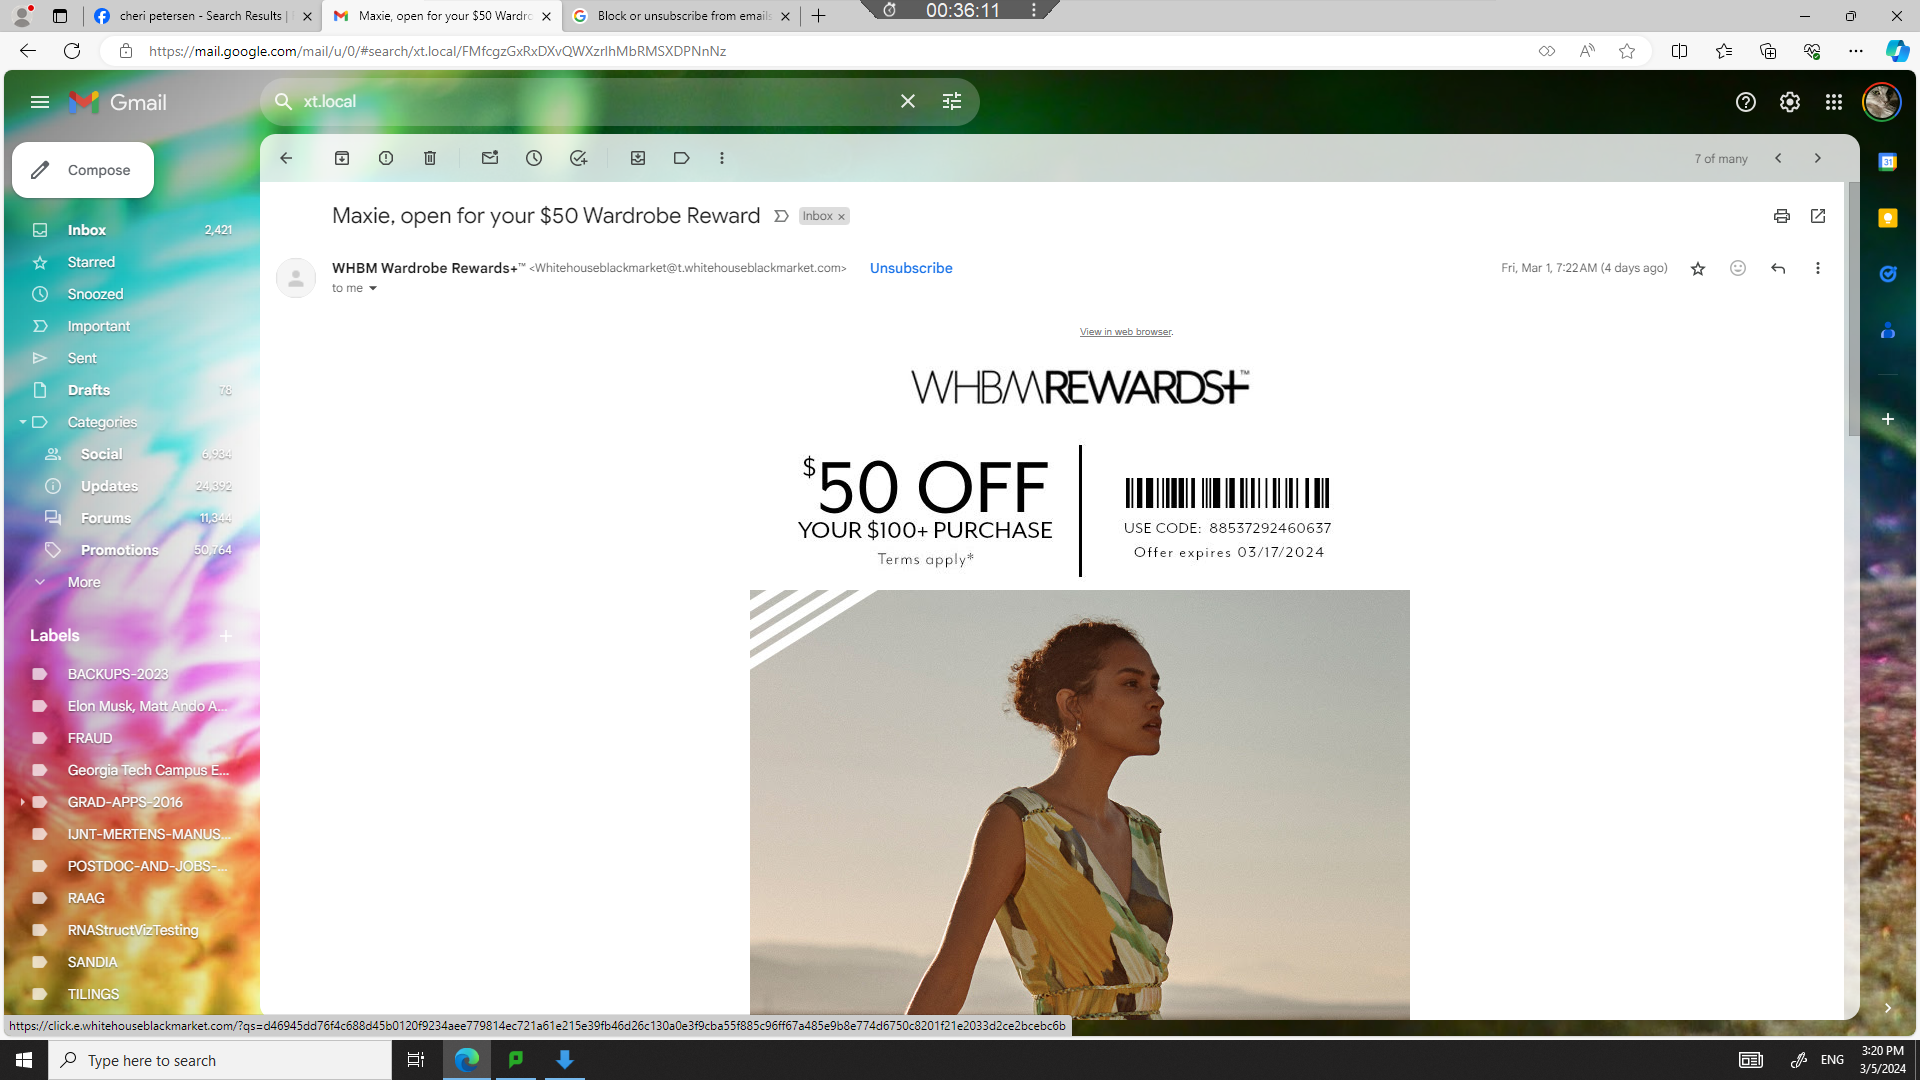 cheri petersen - Search Results |
Maxie, open for your $50 Wardro
Block or unsubscribe from emails
00:36:11
https://mail.google.com/mail/u/0/#search/xt.local/FMfcgzGxRxDXvQWXzrlhMbRMSXDPNnNz
Gmail
xt.local
Compose
7 of many
Inbox 2,421
Starred
Snoozed
Important
Sent
Drafts 78
Categories
Social 6,934
Updates 24,392
Forums 11,344
Promotions 50,764
More
Labels
BACKUPS-2023
Elon Musk, Matt Ando A...
FRAUD
Georgia Tech Campus E...
GRAD-APPS-2016
IJNT-MERTENS-MANUS...
POSTDOC-AND-JOBS-...
RAAG
RNAStructVizTesting
SANDIA
TILINGS
Maxie, open for your $50 Wardrobe Reward
Inbox x
WHBM Wardrobe Rewards+™ <Whitehouseblackmarket@t.whitehouseblackmarket.com> Unsubscribe
Fri, Mar 1, 7:22 AM (4 days ago)
to me
View in web browser.
WHBMREWARDS+™
$50 OFF
YOUR $100+ PURCHASE
Terms apply*
USE CODE: 88537292460637
Offer expires 03/17/2024
https://click.e.whitehouseblackmarket.com/?qs=d46945dd76f4c688d45b0120f9234aee779814ec721a61e215e39fb46d26c130a0e3f9cba55f885c96ff67a485e9b8e774d6750c8201f21e2033d2ce2bcebc6b
Type here to search
ENG
3:20 PM
3/5/2024